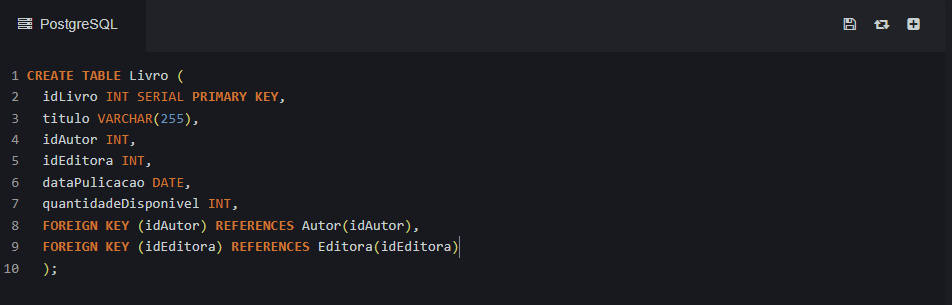 PostgreSQL
1 CREATE TABLE Livro (
2 idLivro INT SERIAL PRIMARY KEY,
3 titulo VARCHAR(255),
4 idAutor INT,
5 idEditora INT,
6 dataPulicacao DATE,
7 quantidadeDisponivel INT,
8 FOREIGN KEY (idAutor) REFERENCES Autor(idAutor),
9 FOREIGN KEY (idEditora) REFERENCES Editora(idEditora)
10 );